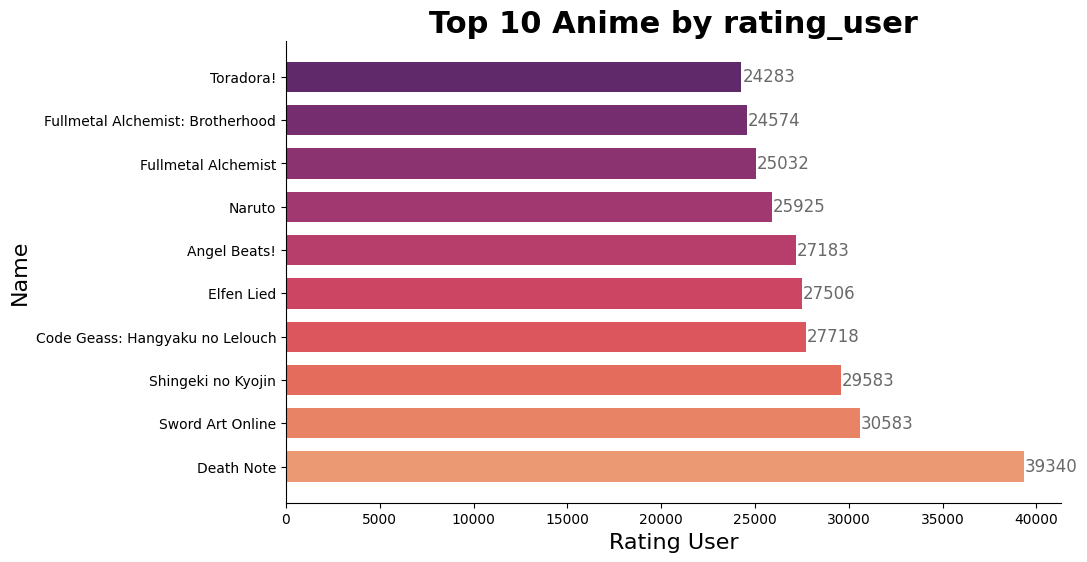 Top 10 Anime by rating_user
Name
Toradora! 24283
Fullmetal Alchemist: Brotherhood 24574
Fullmetal Alchemist 25032
Naruto 25925
Angel Beats! 27183
Elfen Lied 27506
Code Geass: Hangyaku no Lelouch 27718
Shingeki no Kyojin 29583
Sword Art Online 30583
Death Note 39340
0 5000 10000 15000 20000 25000 30000 35000 40000
Rating User